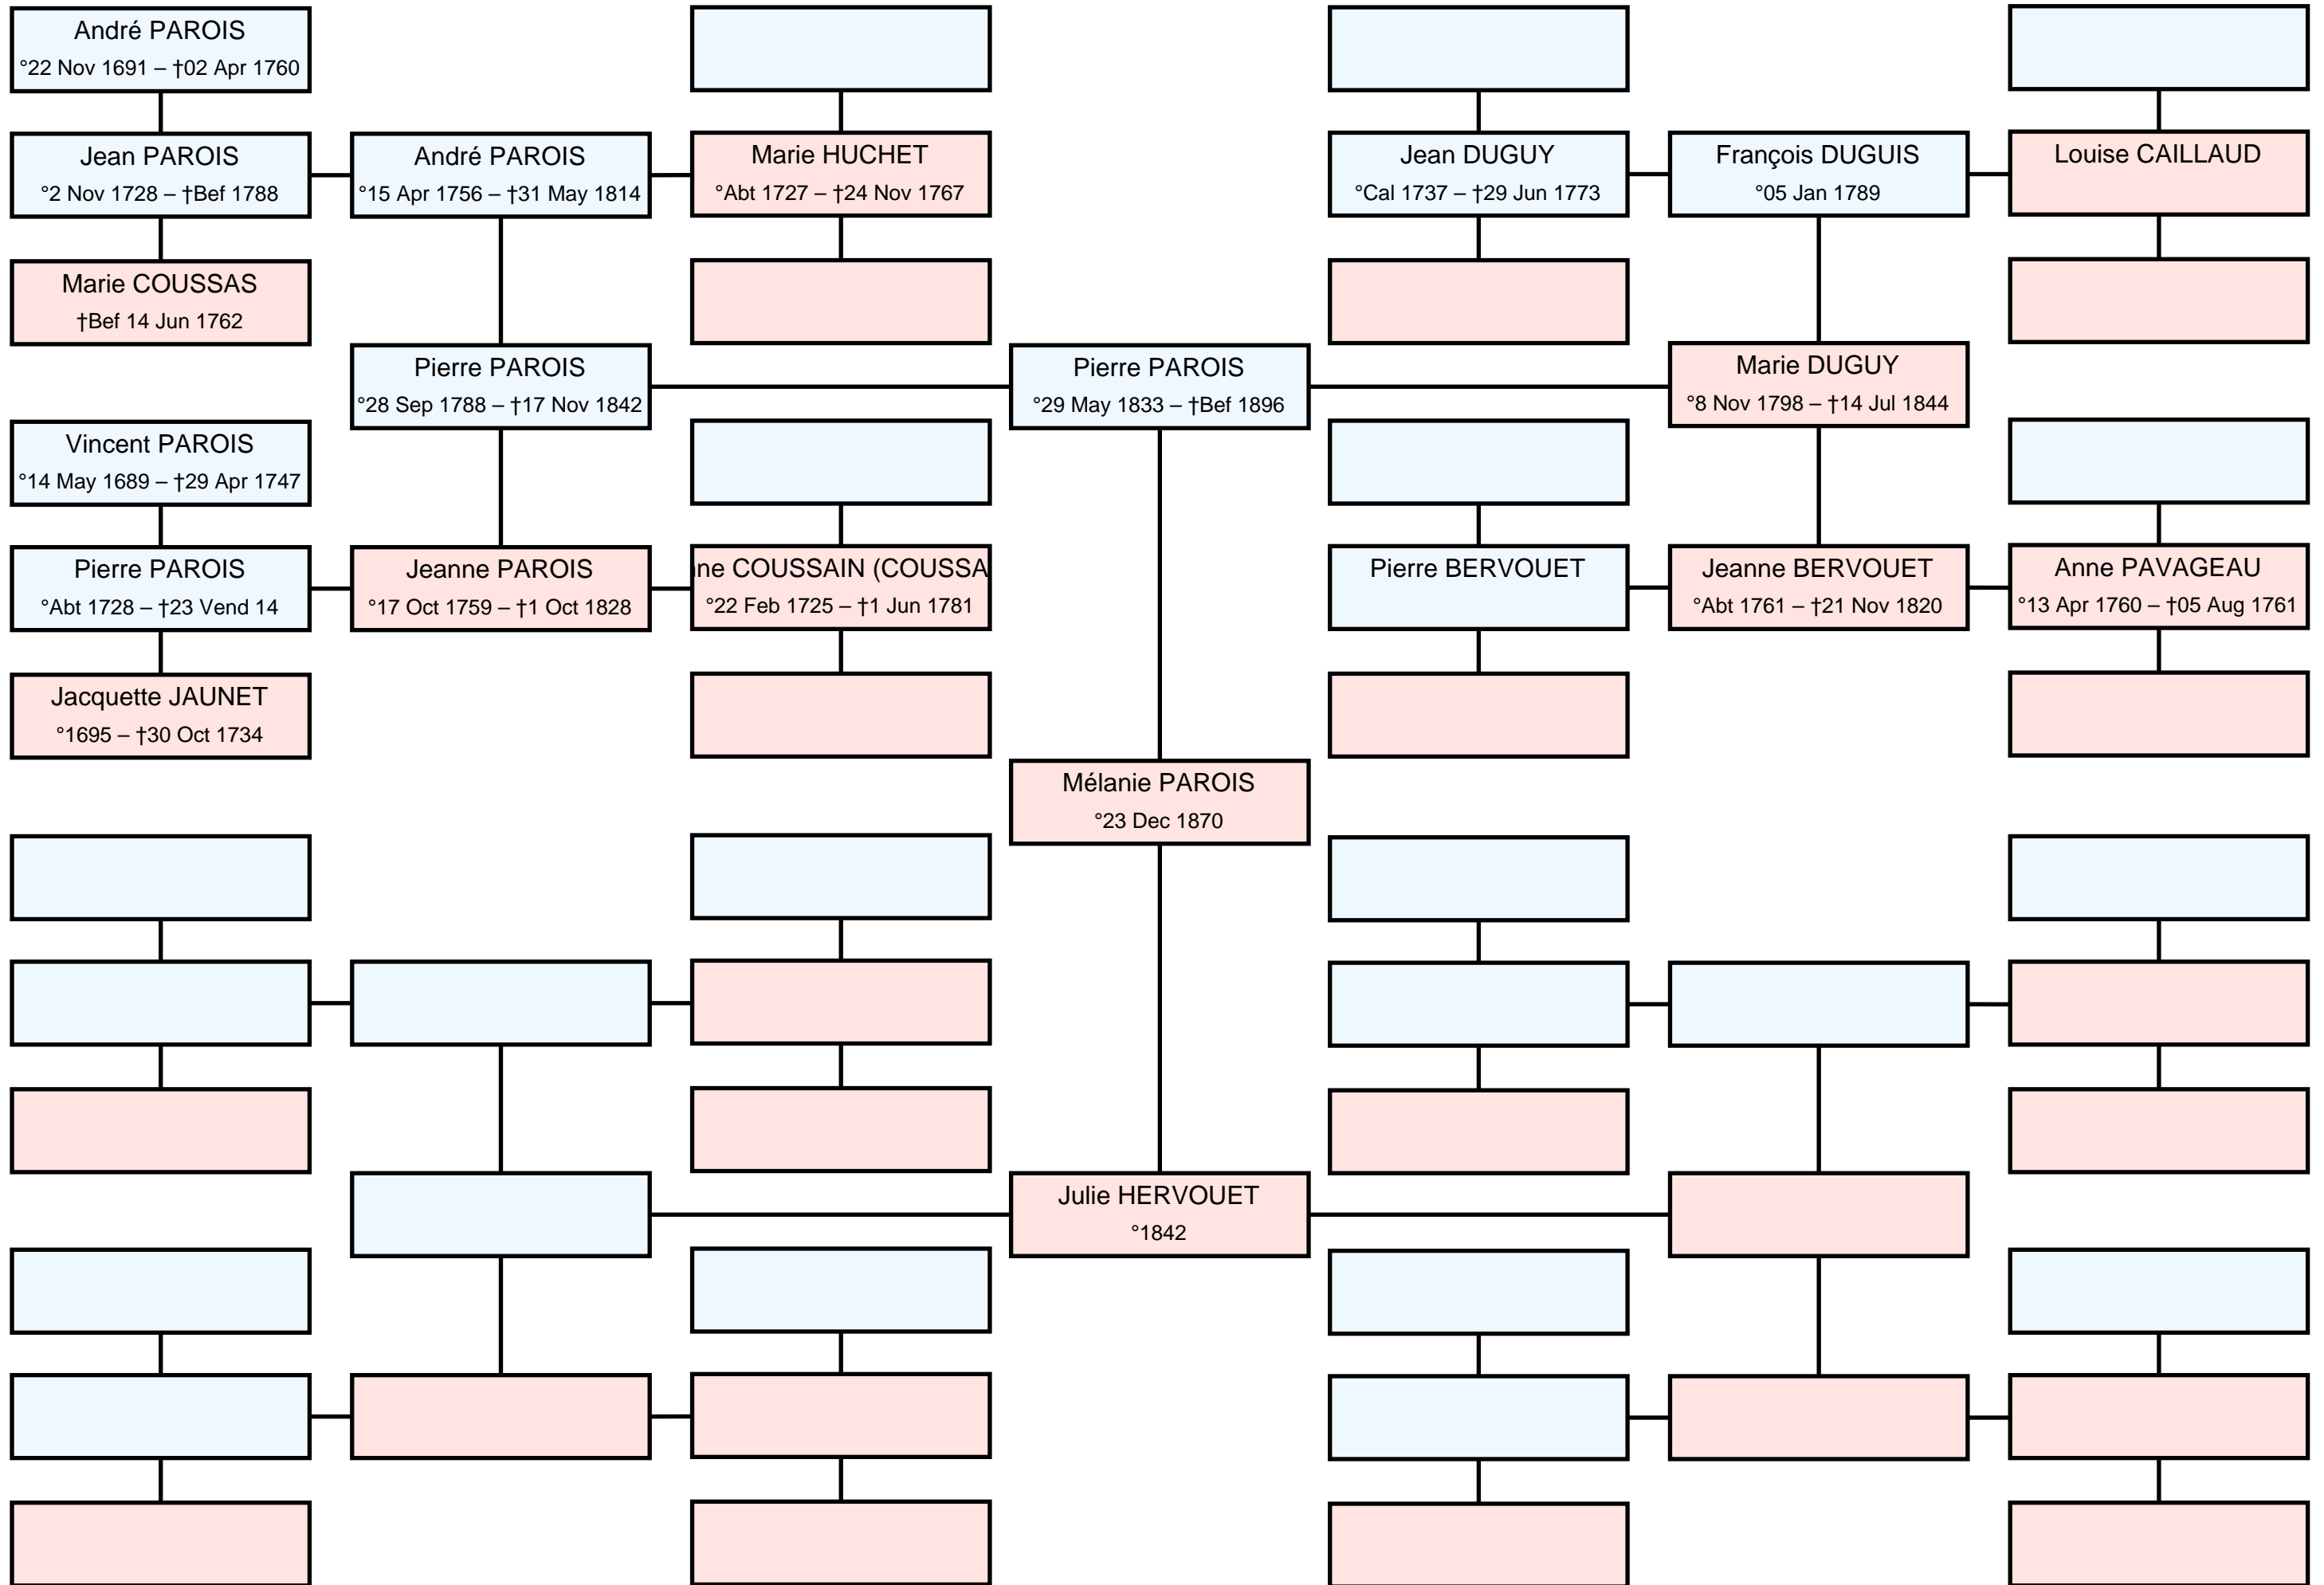 André PAROIS
°22 Nov 1691 – †02 Apr 1760
Jean PAROIS
°2 Nov 1728 – †Bef 1788
André PAROIS
°15 Apr 1756 – †31 May 1814
Marie HUCHET
°Abt 1727 – †24 Nov 1767
Jean DUGUY
°Cal 1737 – †29 Jun 1773
François DUGUIS
°05 Jan 1789
Louise CAILLAUD
Marie COUSSAS
†Bef 14 Jun 1762
Pierre PAROIS
°28 Sep 1788 – †17 Nov 1842
Pierre PAROIS
°29 May 1833 – †Bef 1896
Marie DUGUY
°8 Nov 1798 – †14 Jul 1844
Vincent PAROIS
°14 May 1689 – †29 Apr 1747
Pierre PAROIS
°Abt 1728 – †23 Vend 14
Jeanne PAROIS
°17 Oct 1759 – †1 Oct 1828
ne COUSSAIN (COUSSA
°22 Feb 1725 – †1 Jun 1781
Pierre BERVOUET
Jeanne BERVOUET
°Abt 1761 – †21 Nov 1820
Anne PAVAGEAU
°13 Apr 1760 – †05 Aug 1761
Jacquette JAUNET
°1695 – †30 Oct 1734
Mélanie PAROIS
°23 Dec 1870
Julie HERVOUET
°1842